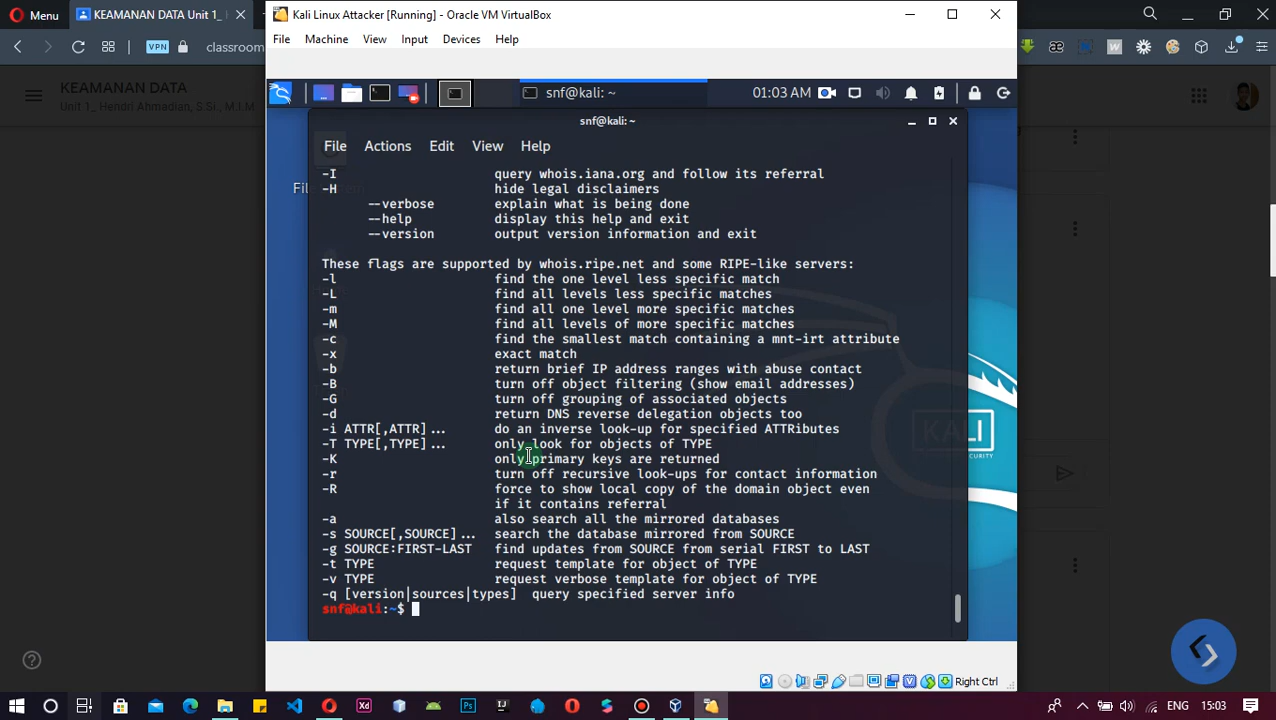 Menu
KEAMANAN DATA Unit 1_
Kali Linux Attacker [Running] - Oracle VM VirtualBox
File Machine View Input Devices Help
VPN classroom
KEAMANAN DATA
Unit 1_ Hendri Ahmadian, S.Si., M.I.M
snf@kali: ~
01:03 AM
snf@kali: ~
File Actions Edit View Help
-I query whois.iana.org and follow its referral
-H hide legal disclaimers
--verbose explain what is being done
--help display this help and exit
--version output version information and exit
These flags are supported by whois.ripe.net and some RIPE-like servers:
-l find the one level less specific match
-L find all levels less specific matches
-m find all one level more specific matches
-M find all levels of more specific matches
-c find the smallest match containing a mnt-irt attribute
-x exact match
-b return brief IP address ranges with abuse contact
-B turn off object filtering (show email addresses)
-G turn off grouping of associated objects
-d return DNS reverse delegation objects too
-i ATTR[,ATTR]... do an inverse look-up for specified ATTRibutes
-T TYPE[,TYPE]... only look for objects of TYPE
-K only primary keys are returned
-r turn off recursive look-ups for contact information
-R force to show local copy of the domain object even
if it contains referral
-a also search all the mirrored databases
-s SOURCE[,SOURCE]... search the database mirrored from SOURCE
-g SOURCE:FIRST-LAST find updates from SOURCE from serial FIRST to LAST
-t TYPE request template for object of TYPE
-v TYPE request verbose template for object of TYPE
-q [version|sources|types] query specified server info
snf@kali:~$
KALI
Right Ctrl
ENG 15:03